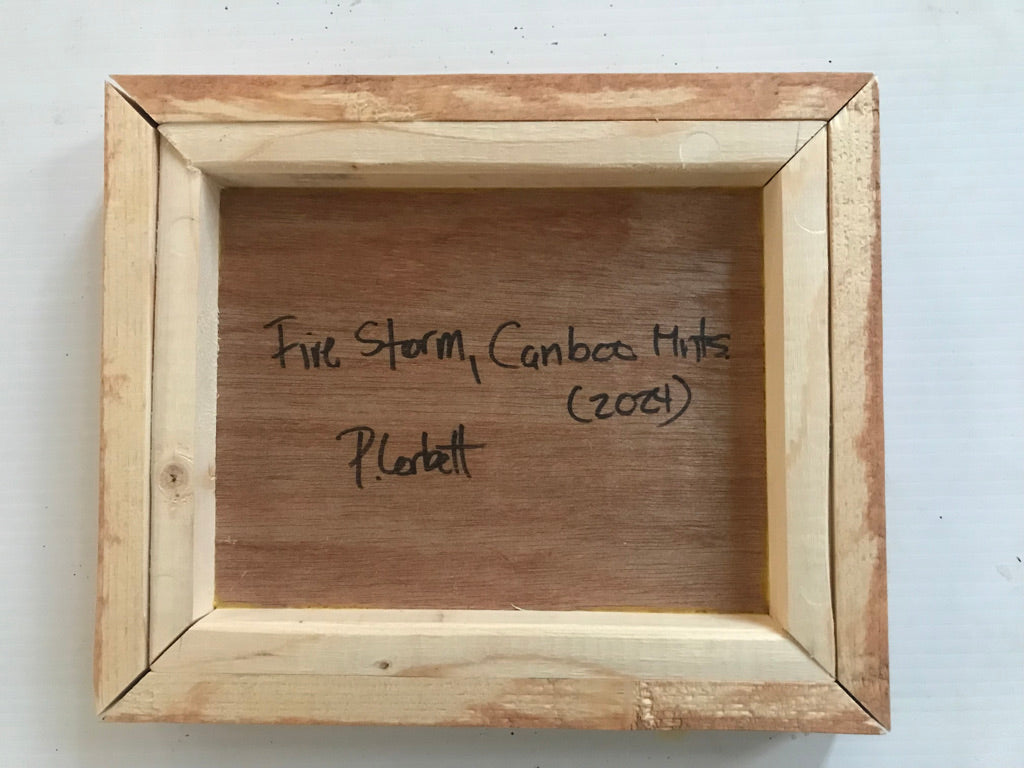 Fire Storm, Cariboo Mnts.
(2024)
P. Corbett